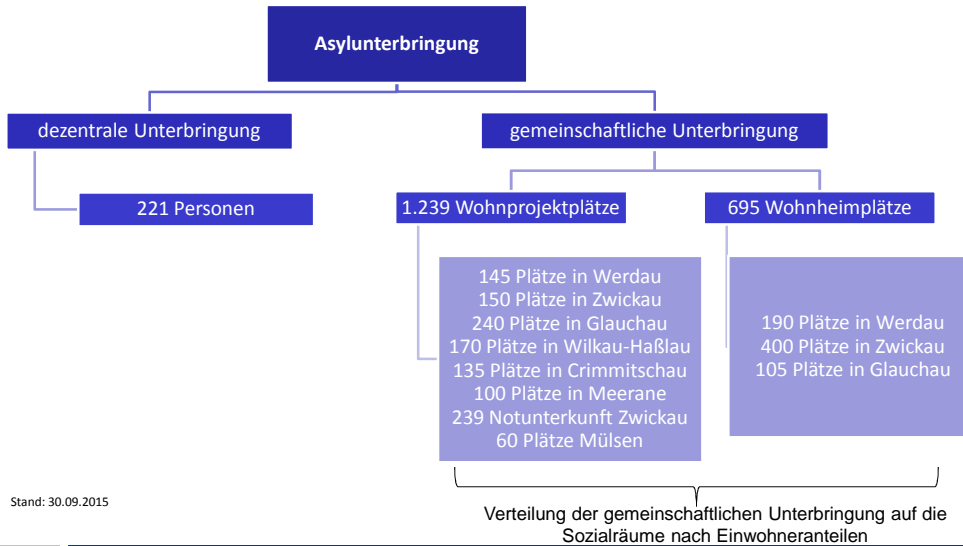 Asylunterbringung
dezentrale Unterbringung
gemeinschaftliche Unterbringung
221 Personen
1.239 Wohnprojektplätze
695 Wohnheimplätze
145 Plätze in Werdau
150 Plätze in Zwickau
240 Plätze in Glauchau
170 Plätze in Wilkau-Haßlau
135 Plätze in Crimmitschau
100 Plätze in Meerane
239 Notunterkunft Zwickau
60 Plätze Mülsen
190 Plätze in Werdau
400 Plätze in Zwickau
105 Plätze in Glauchau
Stand: 30.09.2015
Verteilung der gemeinschaftlichen Unterbringung auf die
Sozialräume nach Einwohneranteilen